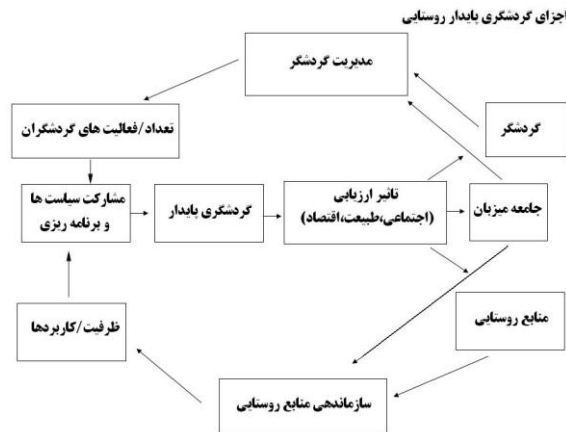 اجزای گردشگری پایدار روستایی
مدیریت گردشگر
گردشگر
تعداد/فعالیت های گردشگران
مشارکت سیاست ها
و برنامه ریزی
گردشگری پایدار
تاثیر ارزیابی
(اجتماعی،طبیعت،اقتصاد)
جامعه میزبان
منابع روستایی
ظرفیت/کاربردها
سازماندهی منابع روستایی